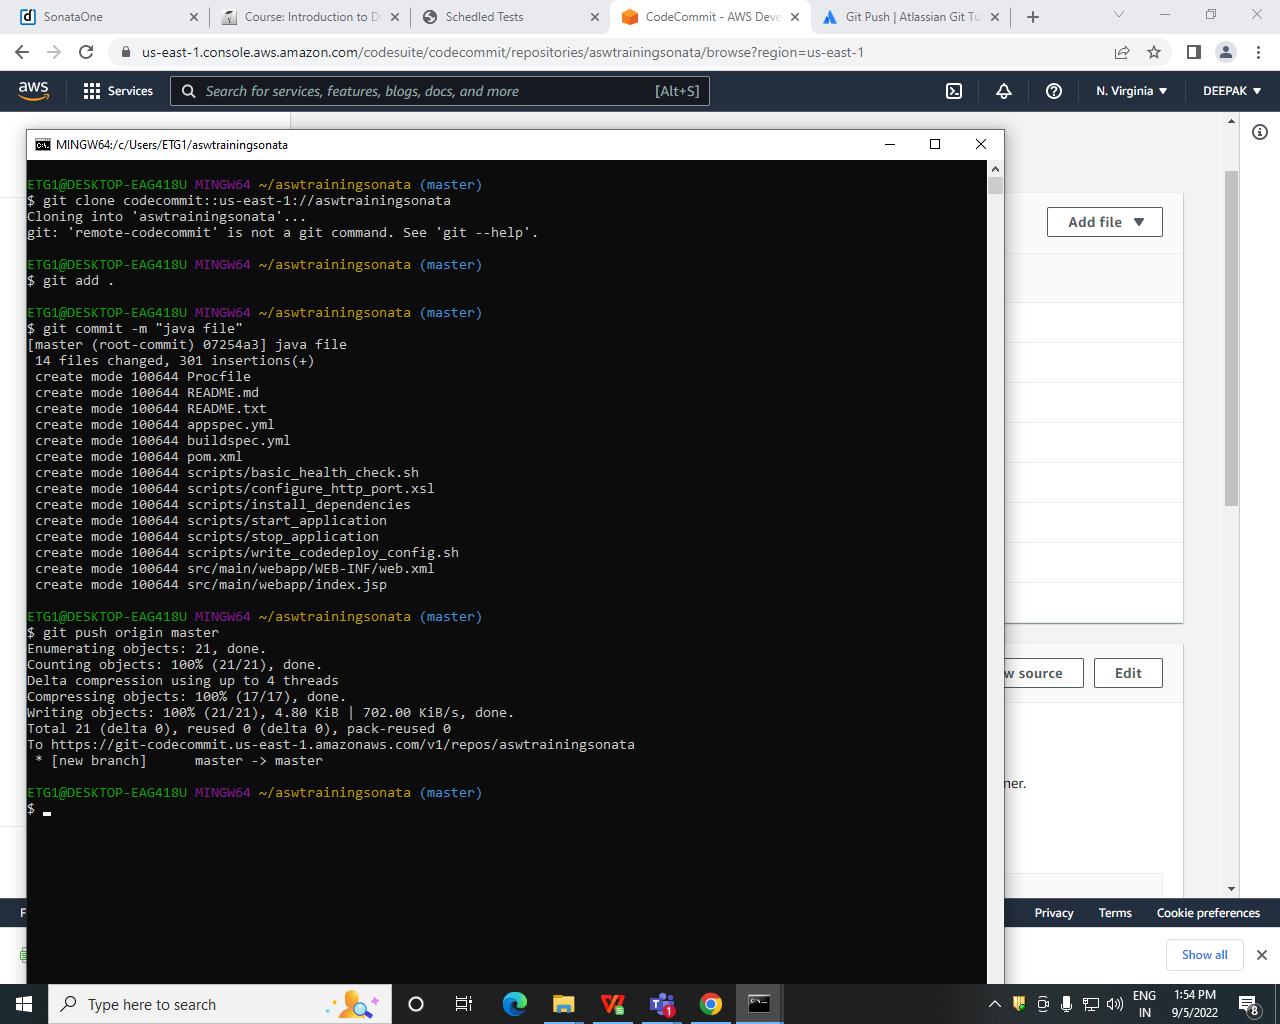 SonataOne
Course: Introduction to D
Schedled Tests
CodeCommit - AWS Deve
Git Push | Atlassian Git Tu
us-east-1.console.aws.amazon.com/codesuite/codecommit/repositories/aswtrainingsonata/browse?region=us-east-1
aws
Services
Search for services, features, blogs, docs, and more
[Alt+S]
N. Virginia
DEEPAK
MINGW64:/c/Users/ETG1/aswtrainingsonata
ETG1@DESKTOP-EAG418U MINGW64 ~/aswtrainingsonata (master)
$ git clone codecommit::us-east-1://aswtrainingsonata
Cloning into 'aswtrainingsonata'...
git: 'remote-codecommit' is not a git command. See 'git --help'.
ETG1@DESKTOP-EAG418U MINGW64 ~/aswtrainingsonata (master)
$ git add .
ETG1@DESKTOP-EAG418U MINGW64 ~/aswtrainingsonata (master)
$ git commit -m "java file"
[master (root-commit) 07254a3] java file
14 files changed, 301 insertions(+)
create mode 100644 Procfile
create mode 100644 README.md
create mode 100644 README.txt
create mode 100644 appspec.yml
create mode 100644 buildspec.yml
create mode 100644 pom.xml
create mode 100644 scripts/basic_health_check.sh
create mode 100644 scripts/configure_http_port.xsl
create mode 100644 scripts/install_dependencies
create mode 100644 scripts/start_application
create mode 100644 scripts/stop_application
create mode 100644 scripts/write_codedeploy_config.sh
create mode 100644 src/main/webapp/WEB-INF/web.xml
create mode 100644 src/main/webapp/index.jsp
ETG1@DESKTOP-EAG418U MINGW64 ~/aswtrainingsonata (master)
$ git push origin master
Enumerating objects: 21, done.
Counting objects: 100% (21/21), done.
Delta compression using up to 4 threads
Compressing objects: 100% (17/17), done.
Writing objects: 100% (21/21), 4.80 KiB | 702.00 KiB/s, done.
Total 21 (delta 0), reused 0 (delta 0), pack-reused 0
To https://git-codecommit.us-east-1.amazonaws.com/v1/repos/aswtrainingsonata
* [new branch]      master -> master
ETG1@DESKTOP-EAG418U MINGW64 ~/aswtrainingsonata (master)
$
Add file
w source
Edit
ner.
F
Privacy
Terms
Cookie preferences
Show all
Type here to search
1
ENG
IN
1:54 PM
9/5/2022
8